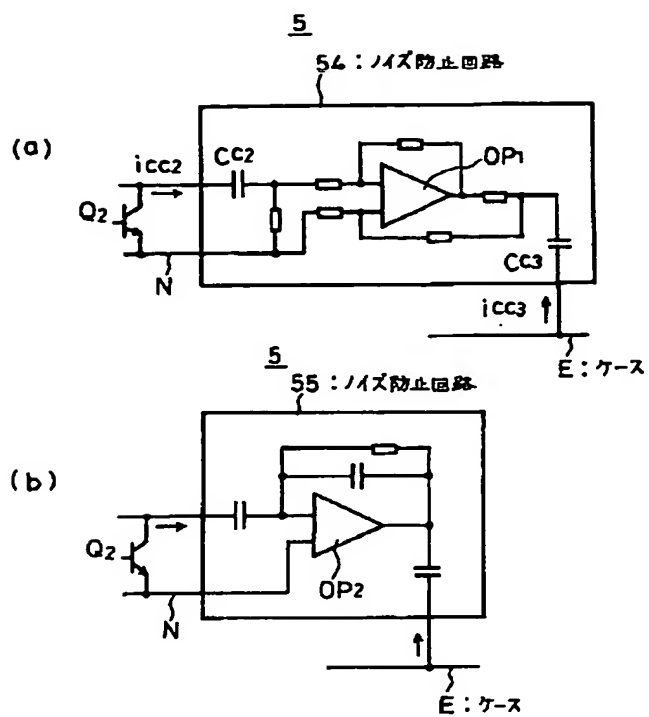 5
54:ノイズ防止回路
(a)
icc2
Cc2
OP1
Q2
N
Cc3
icc3
E:ケース
5
55:ノイズ防止回路
(b)
Q2
OP2
N
E:ケース